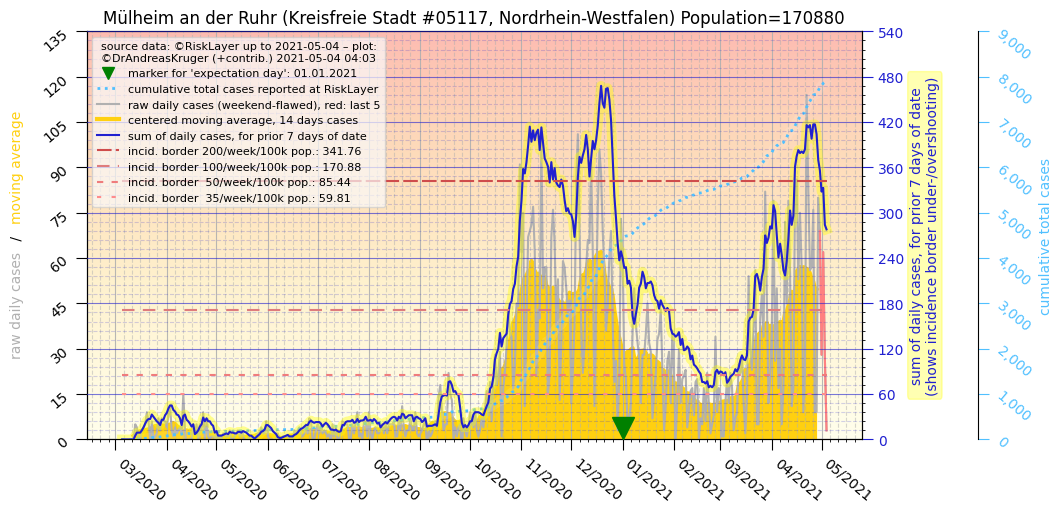 Mülheim an der Ruhr (Kreisfreie Stadt #05117, Nordrhein-Westfalen) Population=170880
source data: ©RiskLayer up to 2021-05-04 – plot:
©DrAndreasKruger (+contrib.) 2021-05-04 04:03
marker for 'expectation day': 01.01.2021
cumulative total cases reported at RiskLayer
raw daily cases (weekend-flawed), red: last 5
centered moving average, 14 days cases
sum of daily cases, for prior 7 days of date
incid. border 200/week/100k pop.: 341.76
incid. border 100/week/100k pop.: 170.88
incid. border  50/week/100k pop.: 85.44
incid. border  35/week/100k pop.: 59.81
raw daily cases  /  moving average
135
120
105
90
75
60
45
30
15
0
03/2020
04/2020
05/2020
06/2020
07/2020
08/2020
09/2020
10/2020
11/2020
12/2020
01/2021
02/2021
03/2021
04/2021
05/2021
540
480
420
360
300
240
180
120
60
0
sum of daily cases, for prior 7 days of date
(shows incidence border under-/overshooting)
9,000
8,000
7,000
6,000
5,000
4,000
3,000
2,000
1,000
0
cumulative total cases